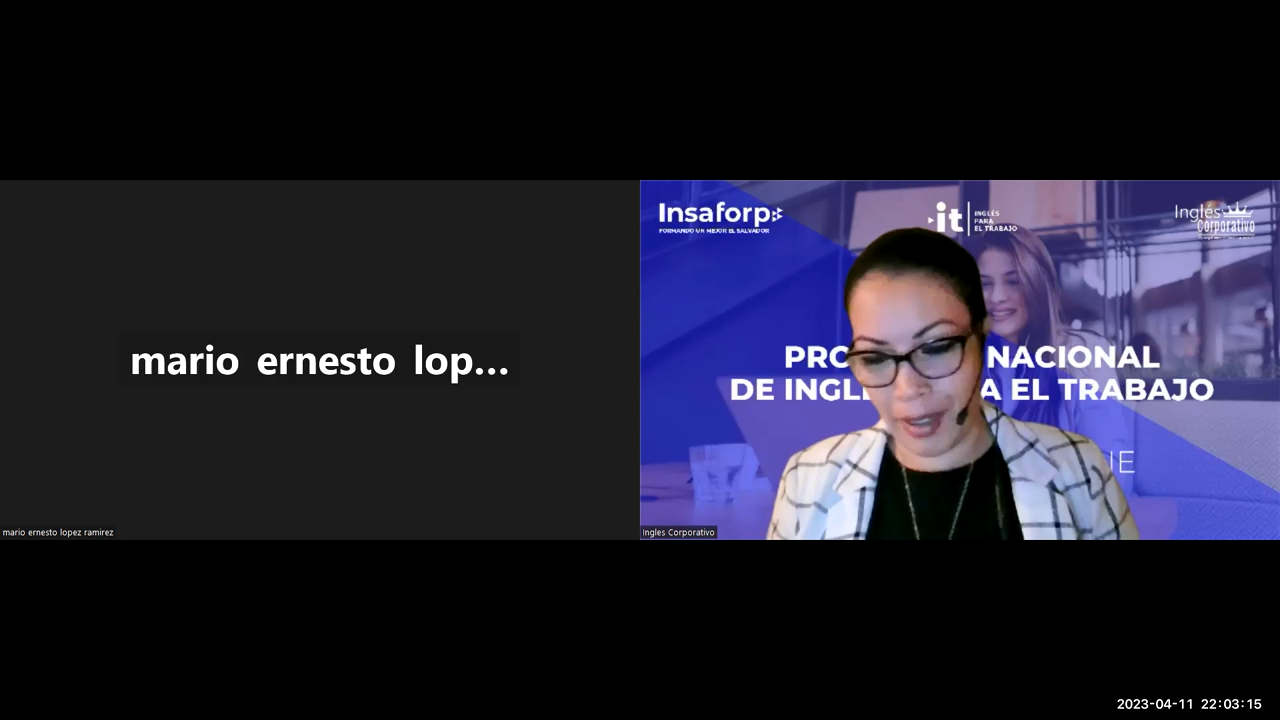 mario ernesto lop...
mario ernesto lopez ramirez
Insaforp
FORMANDO UN MEJOR EL SALVADOR
it
INGLÉS
PARA
EL TRABAJO
Inglés
Corporativo
NACIONAL
DE INGL
A EL TRABAJO
Ingles Corporativo
2023-04-11 22:03:15